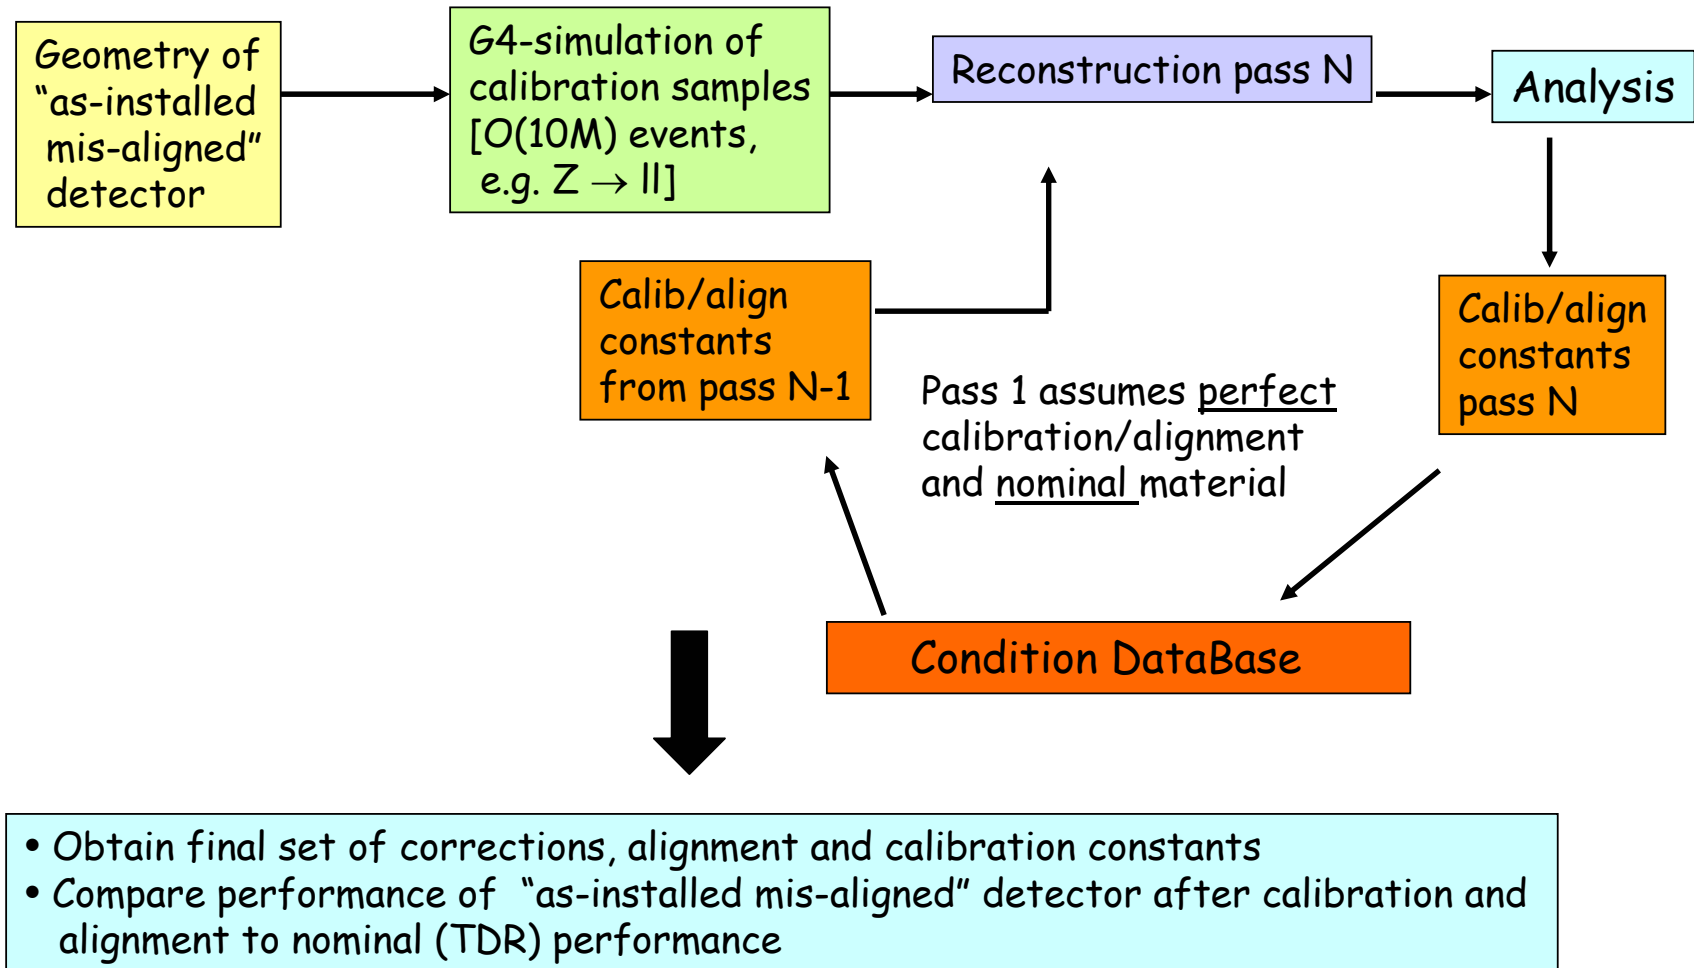 Geometry of
“as-installed
mis-aligned”
detector
G4-simulation of
calibration samples
[O(10M) events,
e.g. Z → ll]
Reconstruction pass N
Analysis
Calib/align
constants
from pass N-1
Calib/align
constants
pass N
Pass 1 assumes perfect
calibration/alignment
and nominal material
Condition DataBase
• Obtain final set of corrections, alignment and calibration constants
• Compare performance of “as-installed mis-aligned” detector after calibration and
alignment to nominal (TDR) performance